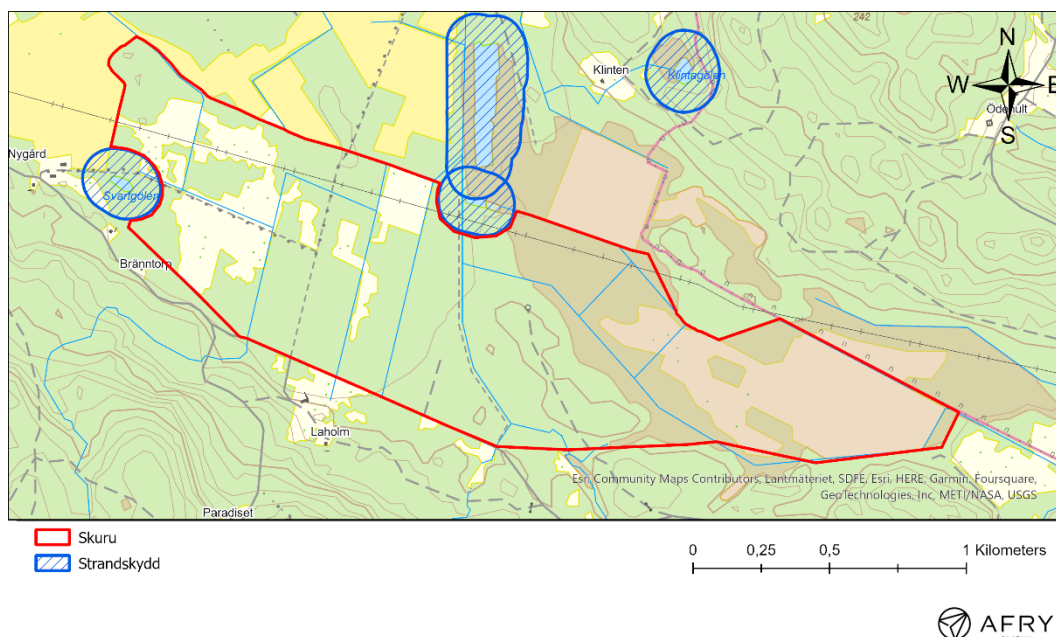 242
N
W E
S
Klinten
Klintagölen
Ödehult
Nygård
Svartgölen
Bränntorp
Laholm
Paradiset
Esri Community Maps Contributors, Lantmäteriet, SDFE, Esri, HERE, Garmin, Foursquare,
GeoTechnologies, Inc, METI/NASA, USGS
Skuru
Strandskydd
0 0,25 0,5 1 Kilometers
AFRY